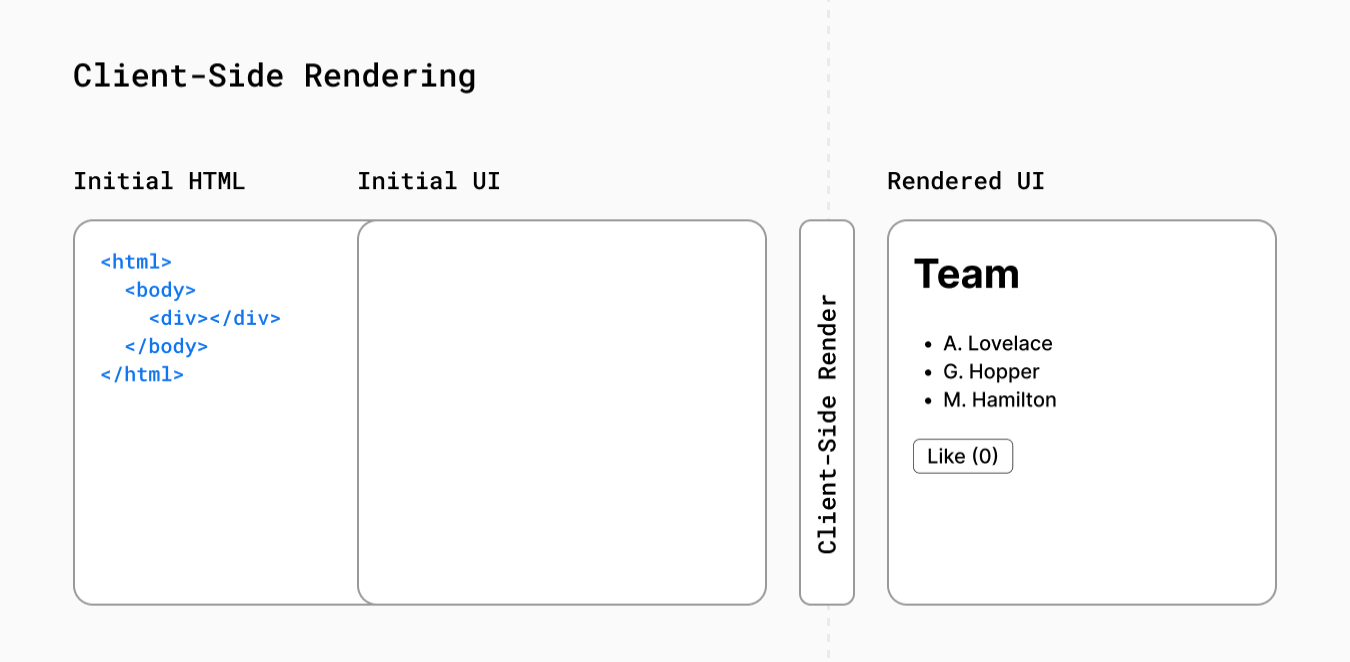 Client-Side Rendering
Initial HTML
<html>
  <body>
    <div></div>
  </body>
</html>
Initial UI
Client-Side Render
Rendered UI
Team
• A. Lovelace
• G. Hopper
• M. Hamilton
Like (0)